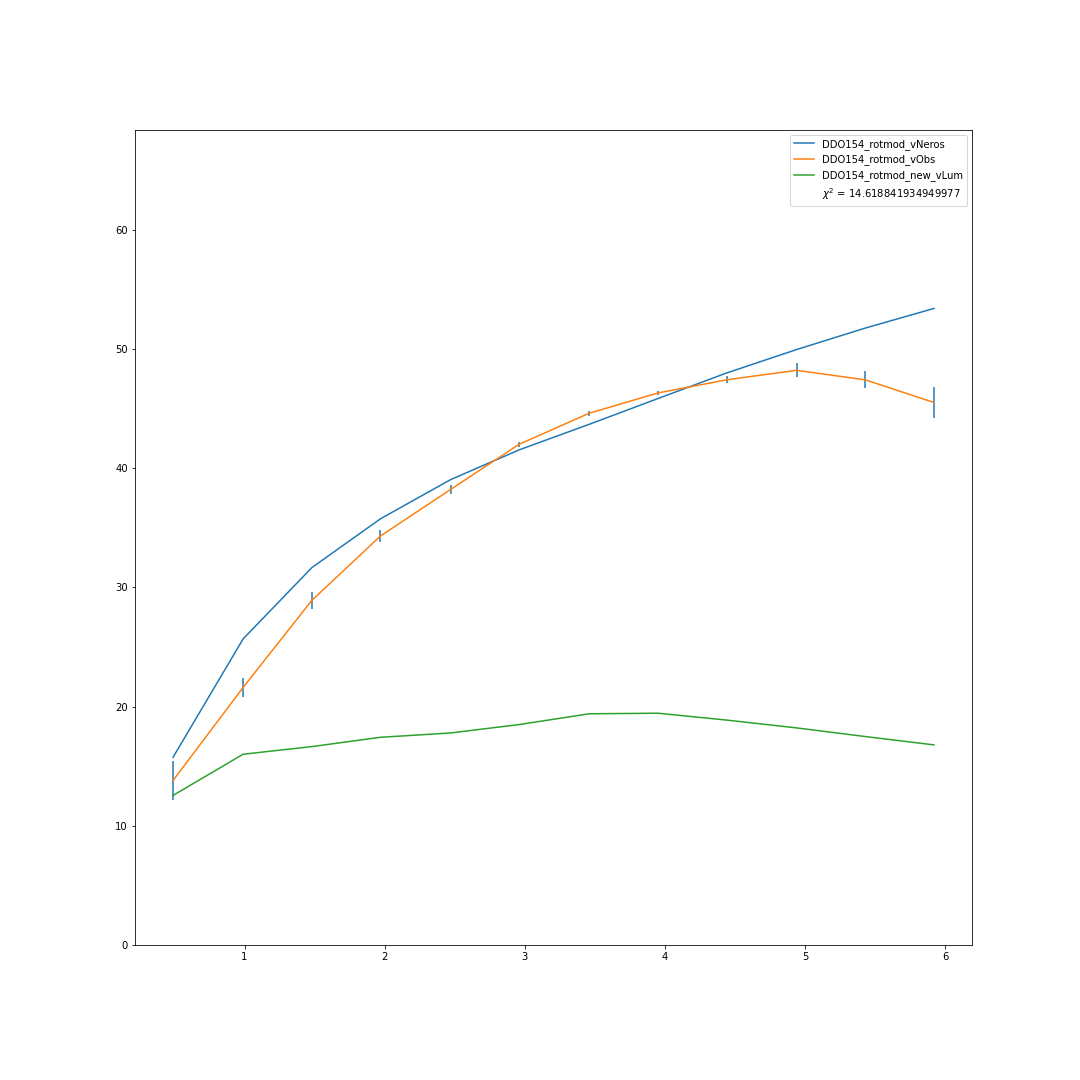 DDO154_rotmod_vNeros
DDO154_rotmod_vObs
DDO154_rotmod_new_vLum
χ² = 14.618841934949977
60
50
40
30
20
10
0
1 2 3 4 5 6